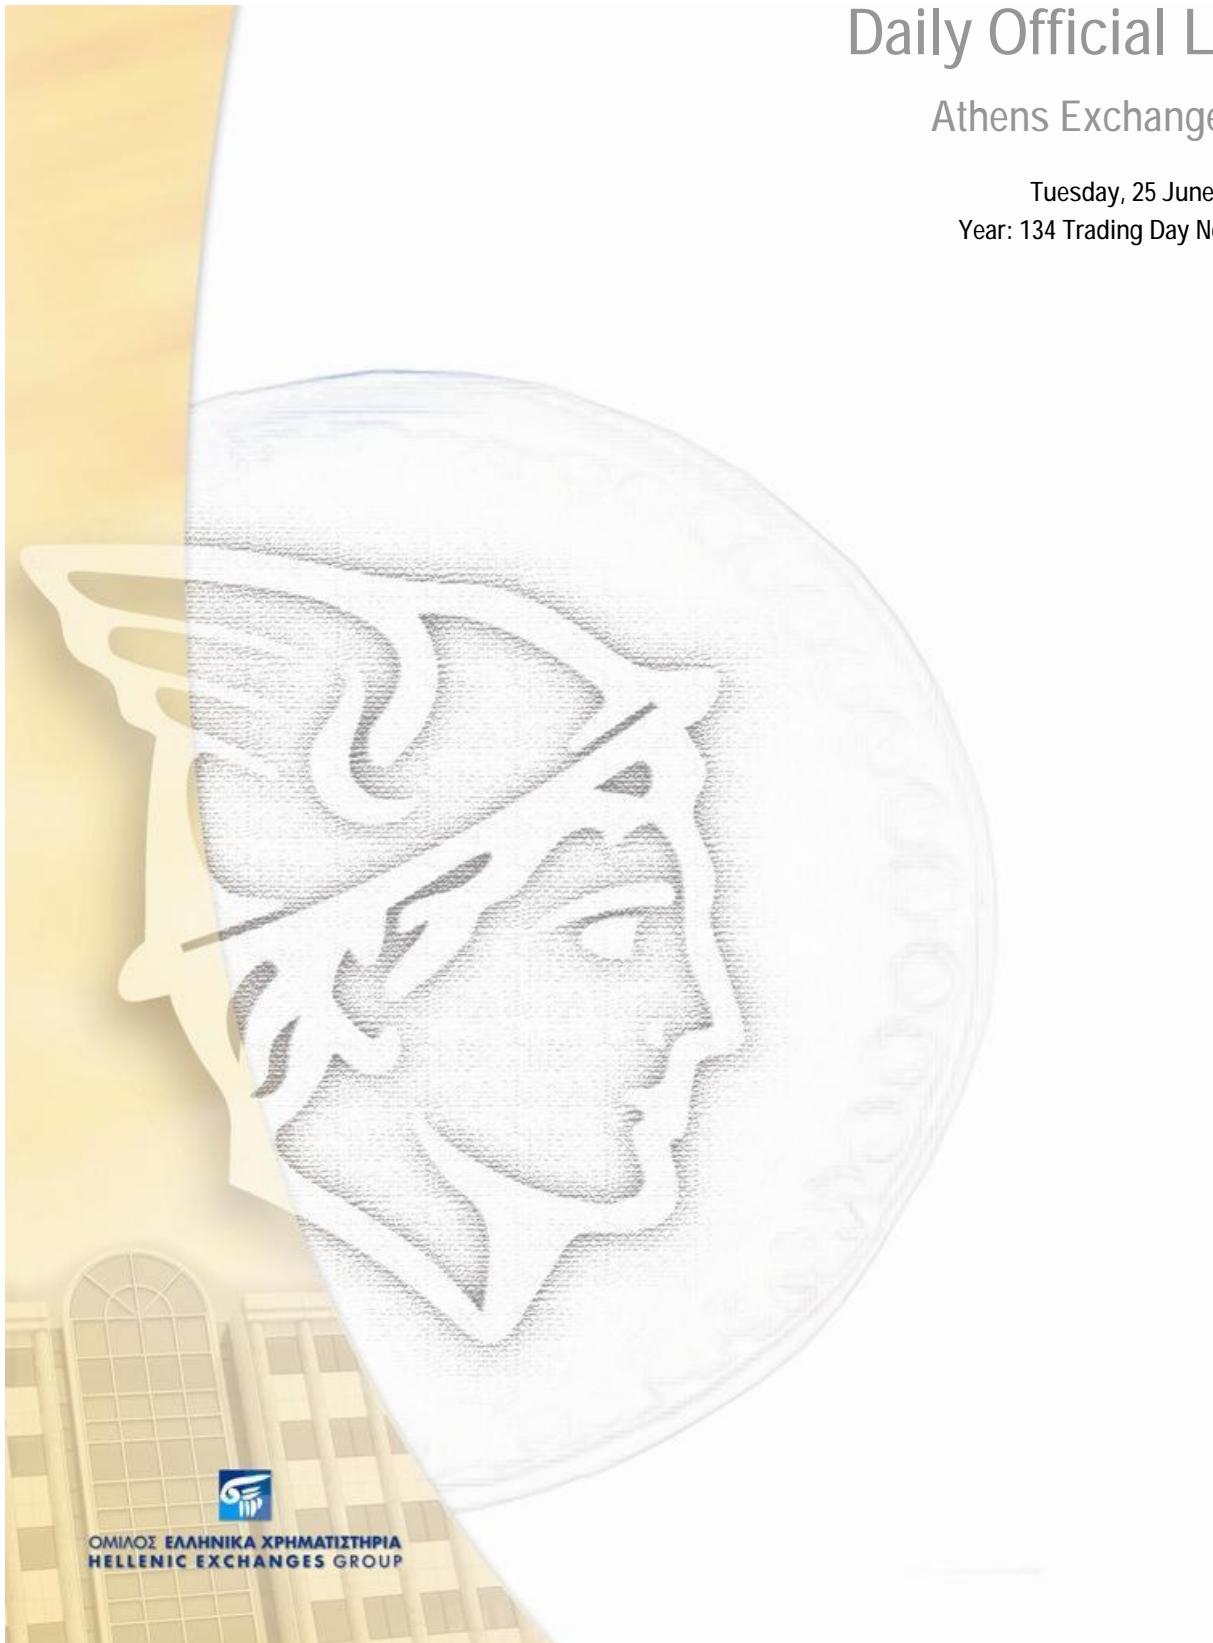 Daily Official L
Athens Exchange
Tuesday, 25 June
Year: 134 Trading Day N
ΟΜΙΛΟΣ ΕΛΛΗΝΙΚΑ ΧΡΗΜΑΤΙΣΤΗΡΙΑ
HELLENIC EXCHANGES GROUP